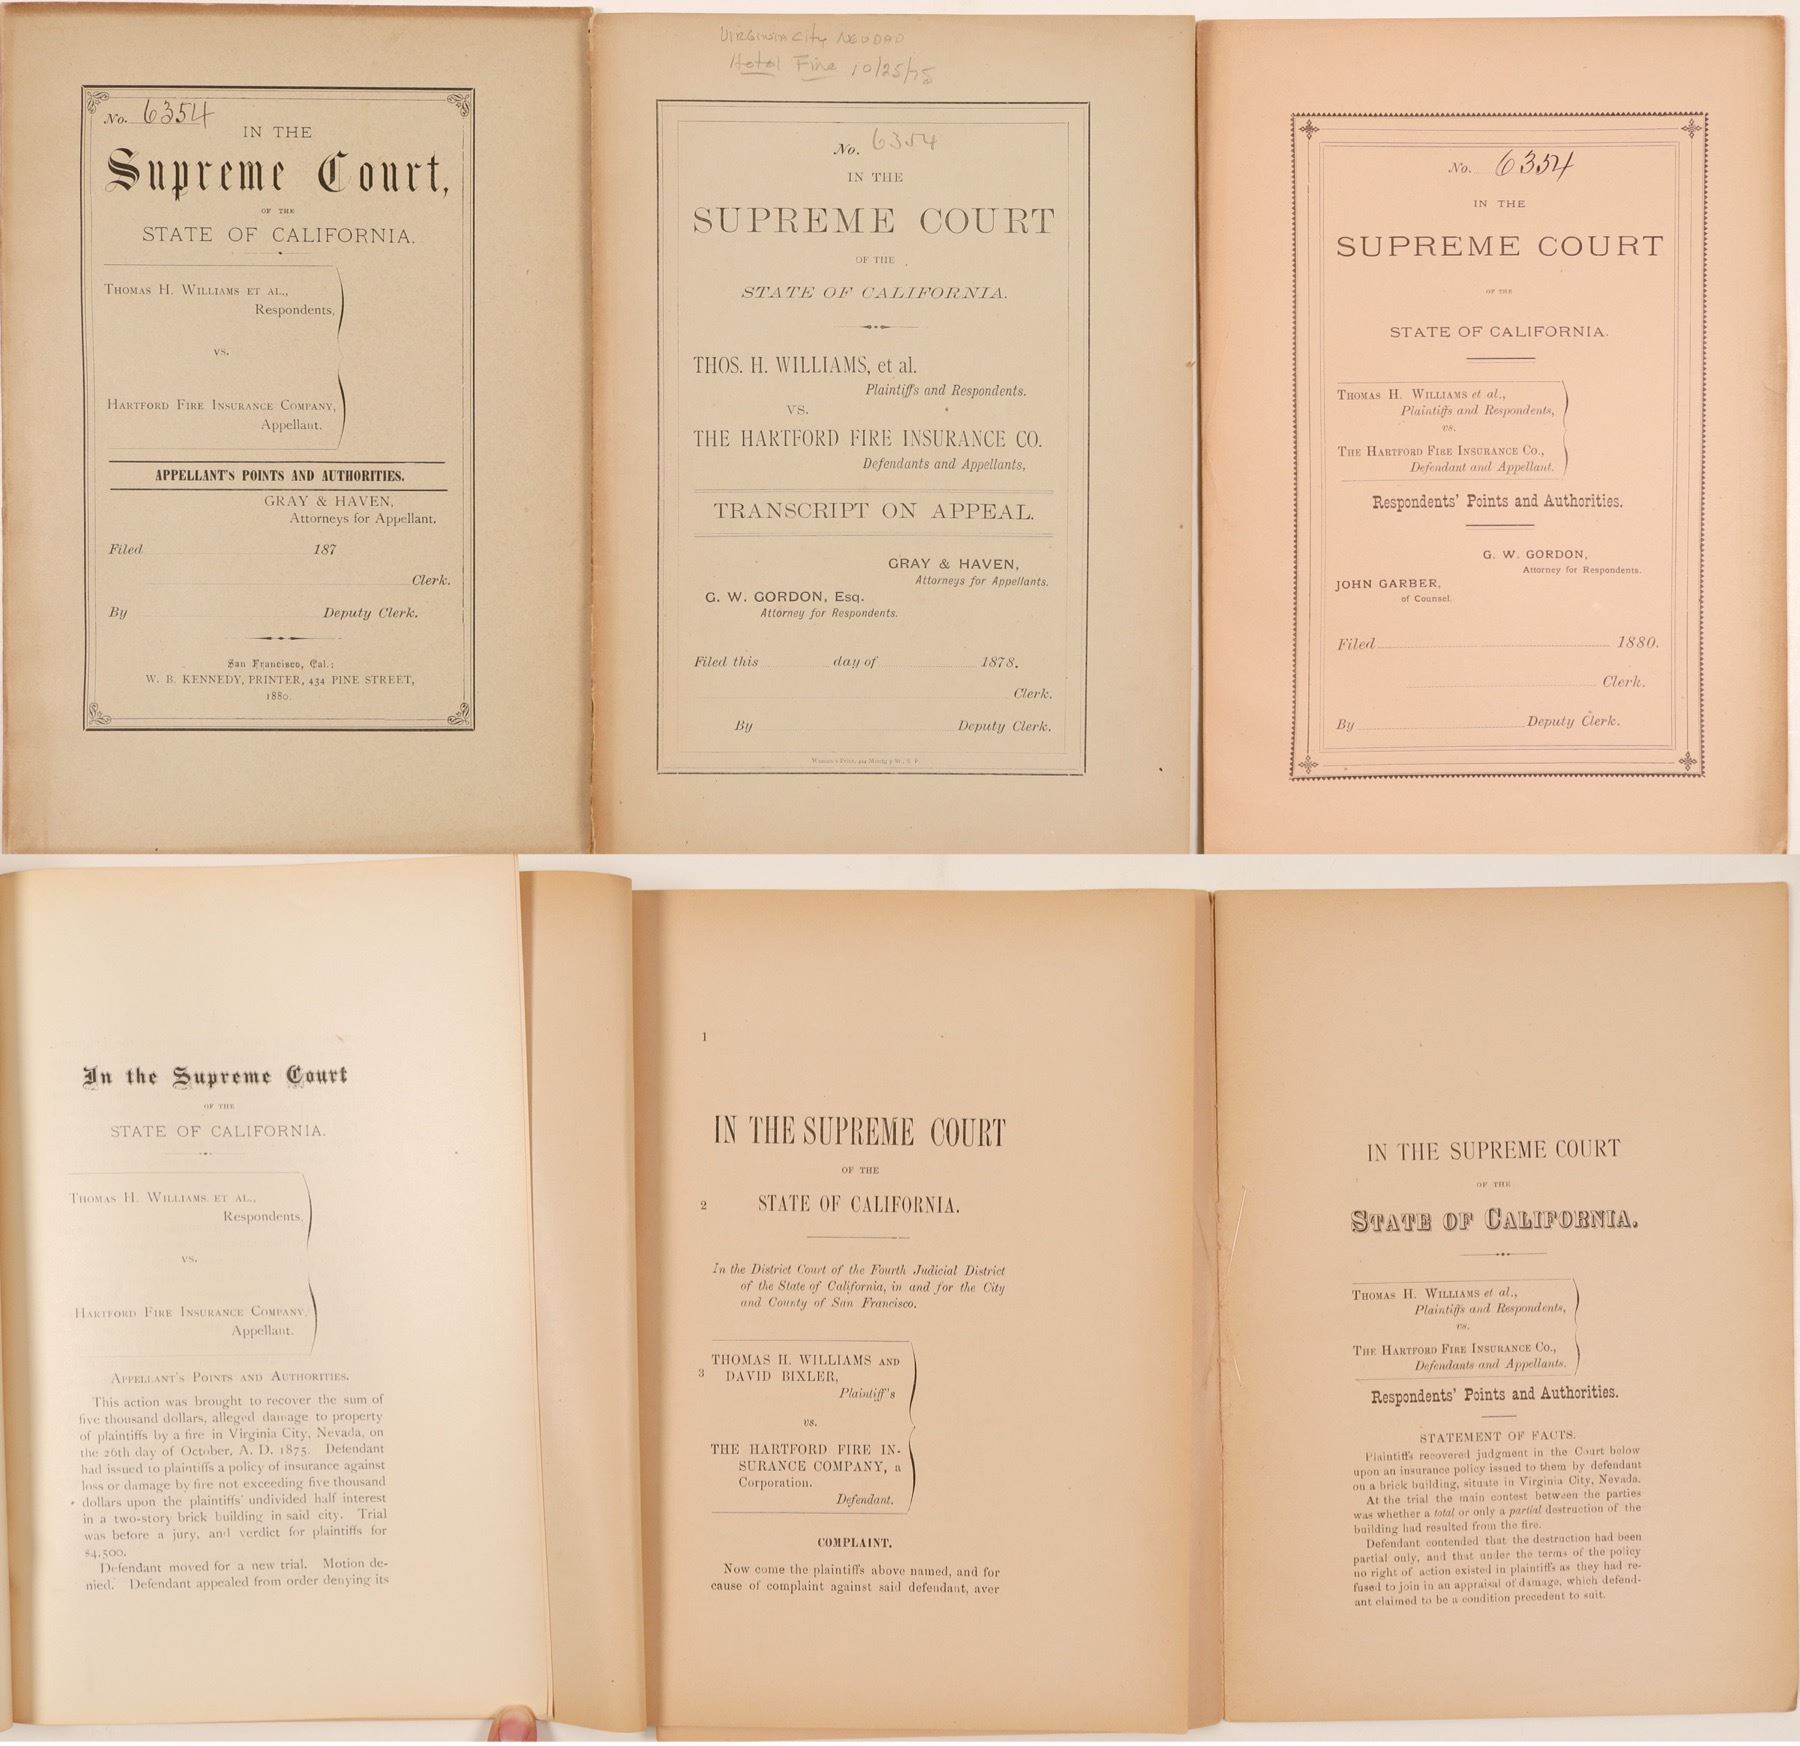 No. 6354
IN THE
Supreme Court,
OF THE
STATE OF CALIFORNIA.
THOMAS H. WILLIAMS ET AL.,
Respondents,
VS.
HARTFORD FIRE INSURANCE COMPANY,
Appellant.
APPELLANT'S POINTS AND AUTHORITIES.
GRAY & HAVEN,
Attorneys for Appellant.
Filed 187
Clerk.
By Deputy Clerk.
San Francisco, Cal.:
W. B. KENNEDY, PRINTER, 434 PINE STREET,
1880.
VIRGINIA City
Hotel Fire 10/25/75
No. 6354
IN THE
SUPREME COURT
OF THE
STATE OF CALIFORNIA.
THOS. H. WILLIAMS, et al.
Plaintiffs and Respondents.
VS.
THE HARTFORD FIRE INSURANCE CO.
Defendants and Appellants,
TRANSCRIPT ON APPEAL.
GRAY & HAVEN,
Attorneys for Appellants.
G. W. GORDON, Esq.
Attorney for Respondents.
Filed this day of 1878.
Clerk.
By Deputy Clerk.
Women's Print, 424 Montg'y St., S. F.
No. 6354
IN THE
SUPREME COURT
OF THE
STATE OF CALIFORNIA.
THOMAS H. WILLIAMS et al.,
Plaintiffs and Respondents,
vs.
THE HARTFORD FIRE INSURANCE CO.,
Defendant and Appellant.
Respondents' Points and Authorities.
G. W. GORDON,
Attorney for Respondents.
JOHN GARBER,
of Counsel.
Filed 1880.
Clerk.
By Deputy Clerk.
In the Supreme Court
OF THE
STATE OF CALIFORNIA.
THOMAS H. WILLIAMS, ET AL.,
Respondents,
VS.
HARTFORD FIRE INSURANCE COMPANY,
Appellant.
APPELLANT'S POINTS AND AUTHORITIES.
This action was brought to recover the sum of
five thousand dollars, alleged damage to property
of plaintiffs by a fire in Virginia City, Nevada, on
the 26th day of October, A. D. 1875. Defendant
had issued to plaintiffs a policy of insurance against
loss or damage by fire not exceeding five thousand
dollars upon the plaintiffs' undivided half interest
in a two-story brick building in said city. Trial
was before a jury, and verdict for plaintiffs for
$4,500.
Defendant moved for a new trial. Motion de-
nied. Defendant appealed from order denying its
1
IN THE SUPREME COURT
OF THE
2 STATE OF CALIFORNIA.
In the District Court of the Fourth Judicial District
of the State of California, in and for the City
and County of San Francisco.
THOMAS H. WILLIAMS AND
3 DAVID BIXLER,
Plaintiff's
vs.
THE HARTFORD FIRE IN-
SURANCE COMPANY, a
Corporation.
Defendant.
COMPLAINT.
Now come the plaintiffs above named, and for
cause of complaint against said defendant, aver
IN THE SUPREME COURT
OF THE
STATE OF CALIFORNIA.
THOMAS H. WILLIAMS et al.,
Plaintiffs and Respondents,
vs.
THE HARTFORD FIRE INSURANCE CO.,
Defendants and Appellants.
Respondents' Points and Authorities.
STATEMENT OF FACTS.
Plaintiffs recovered judgment in the Court below
upon an insurance policy issued to them by defendant
on a brick building, situate in Virginia City, Nevada.
At the trial the main contest between the parties
was whether a total or only a partial destruction of the
building had resulted from the fire.
Defendant contended that the destruction had been
partial only, and that under the terms of the policy
no right of action existed in plaintiffs as they had re-
fused to join in an appraisal of damage, which defend-
ant claimed to be a condition precedent to suit.